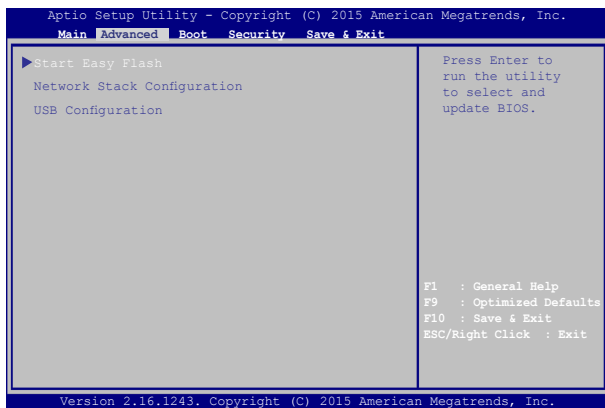 Aptio Setup Utility - Copyright (C) 2015 American Megatrends, Inc.
Main Advanced Boot Security Save & Exit
Start Easy Flash
Network Stack Configuration
USB Configuration
Press Enter to
run the utility
to select and
update BIOS.
F1 : General Help
F9 : Optimized Defaults
F10 : Save & Exit
ESC/Right Click : Exit
Version 2.16.1243. Copyright (C) 2015 American Megatrends, Inc.